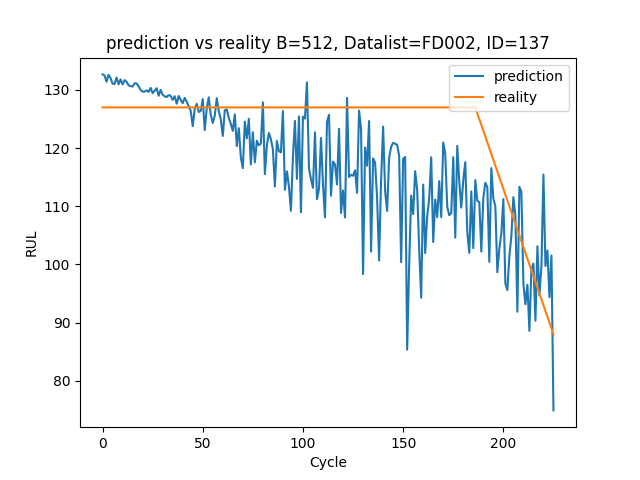 prediction vs reality B=512, Datalist=FD002, ID=137
prediction
reality
RUL
130
120
110
100
90
80
0
50
100
150
200
Cycle